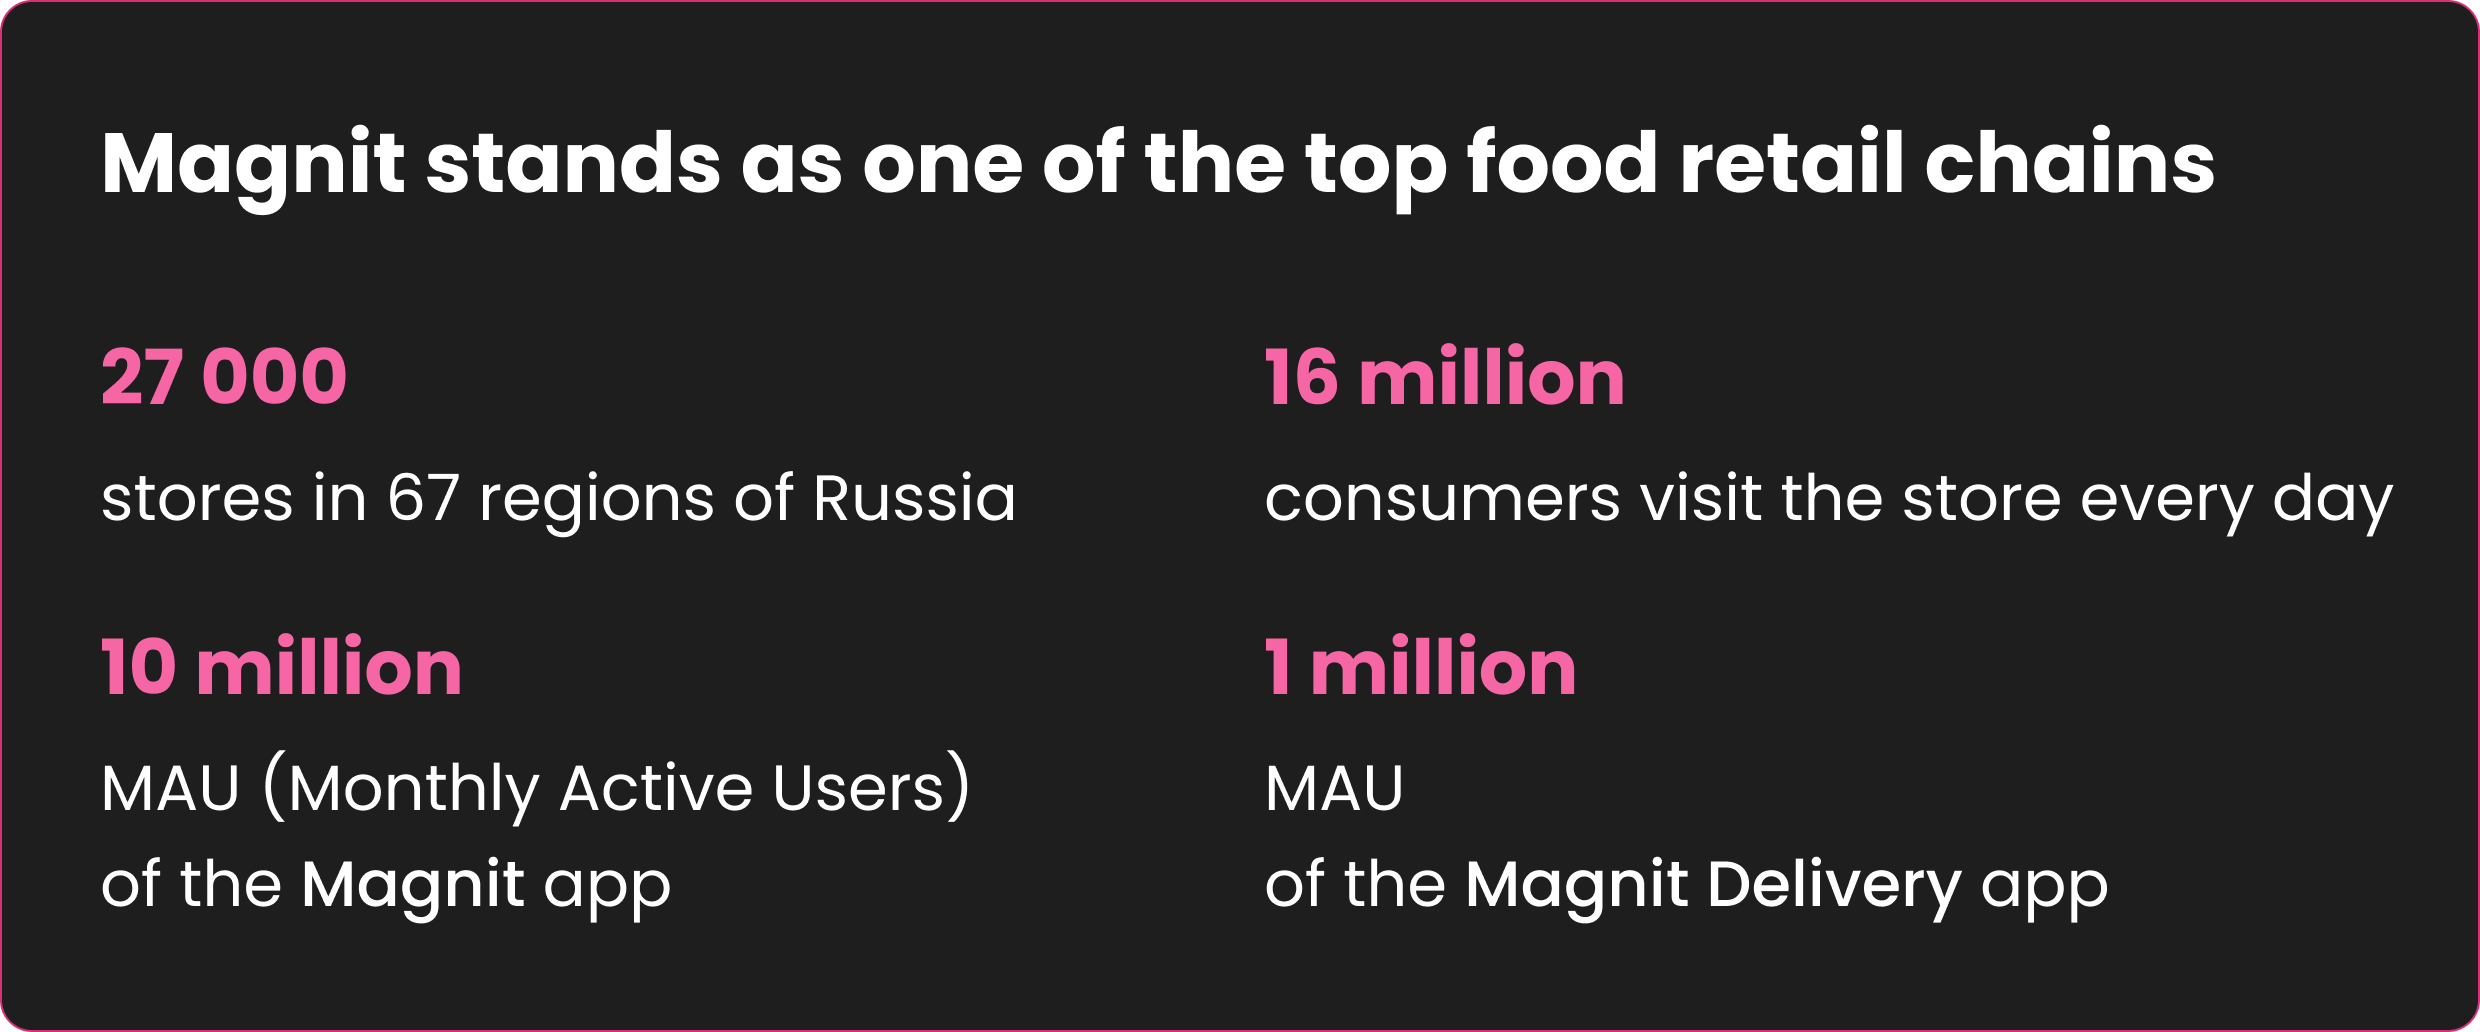 Magnit stands as one of the top food retail chains
27 000
stores in 67 regions of Russia
16 million
consumers visit the store every day
10 million
MAU (Monthly Active Users)
of the Magnit app
1 million
MAU
of the Magnit Delivery app